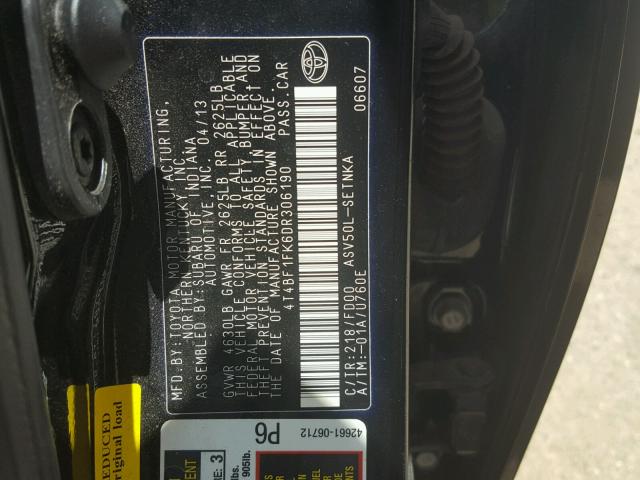 MFD.BY:TOYOTA MOTOR MANUFACTURING,
NORTHERN KENTUCKY,INC.
ASSEMBLED BY:SUBARU OF INDIANA
AUTOMOTIVE,INC. 04/13
GVWR 4630LB GAWR FR 2625LB RR 2625LB
THIS VEHICLE CONFORMS TO ALL APPLICABLE
FEDERAL MOTOR VEHICLE SAFETY,BUMPER,AND
THEFT PREVENTION STANDARDS IN EFFECT ON
THE DATE OF MANUFACTURE SHOWN ABOVE.
4T4BF1FK6DR306190 PASS.CAR
C/TR:218/FD00 ASV50L-SETNKA
A/TM:-01A/U760E 06607
REDUCED
original load
42661-06712
P6
3
905lb.